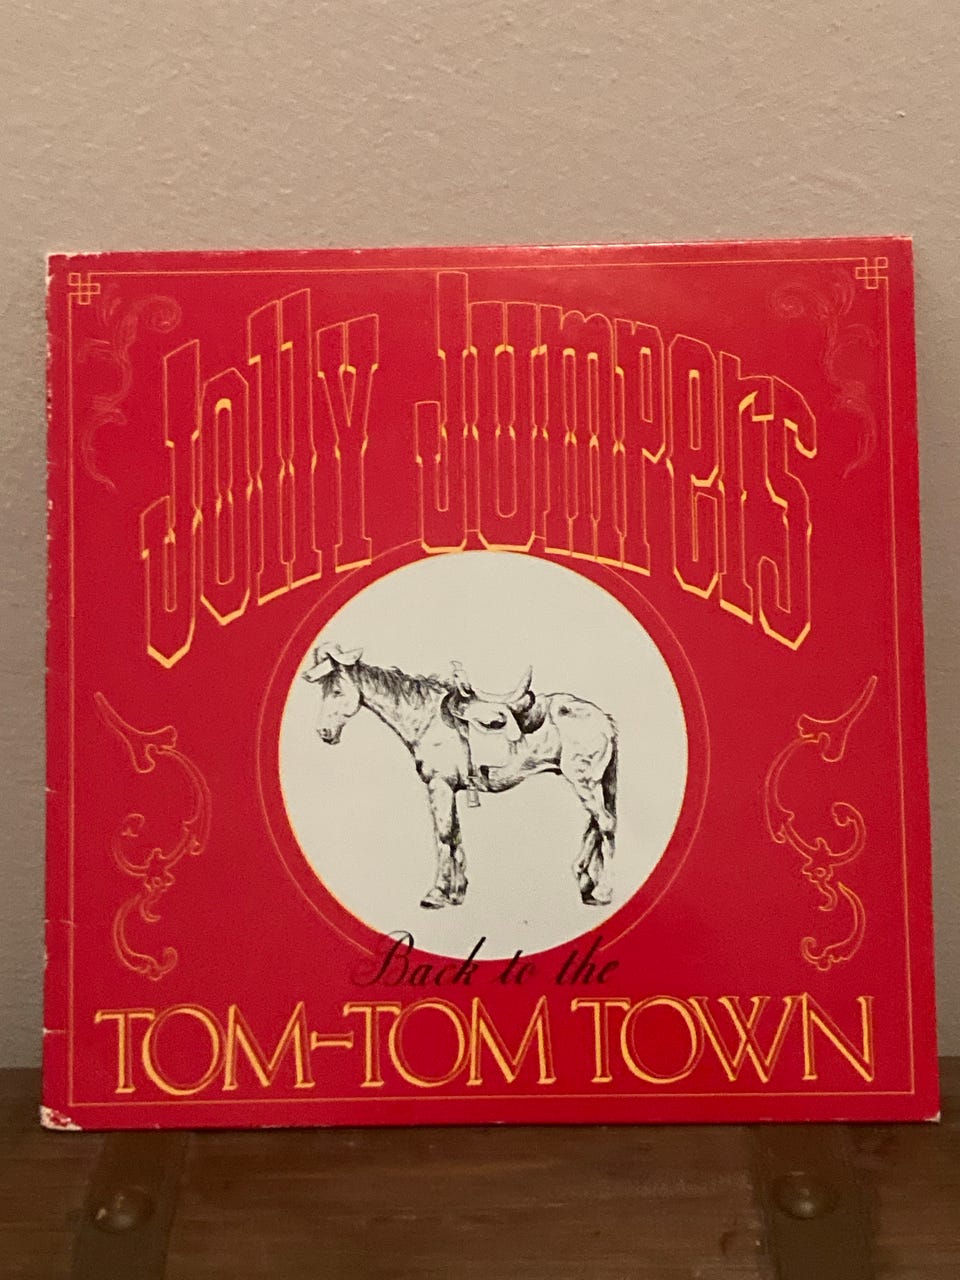 Jolly Jumpers
Back to the
TOM-TOM TOWN